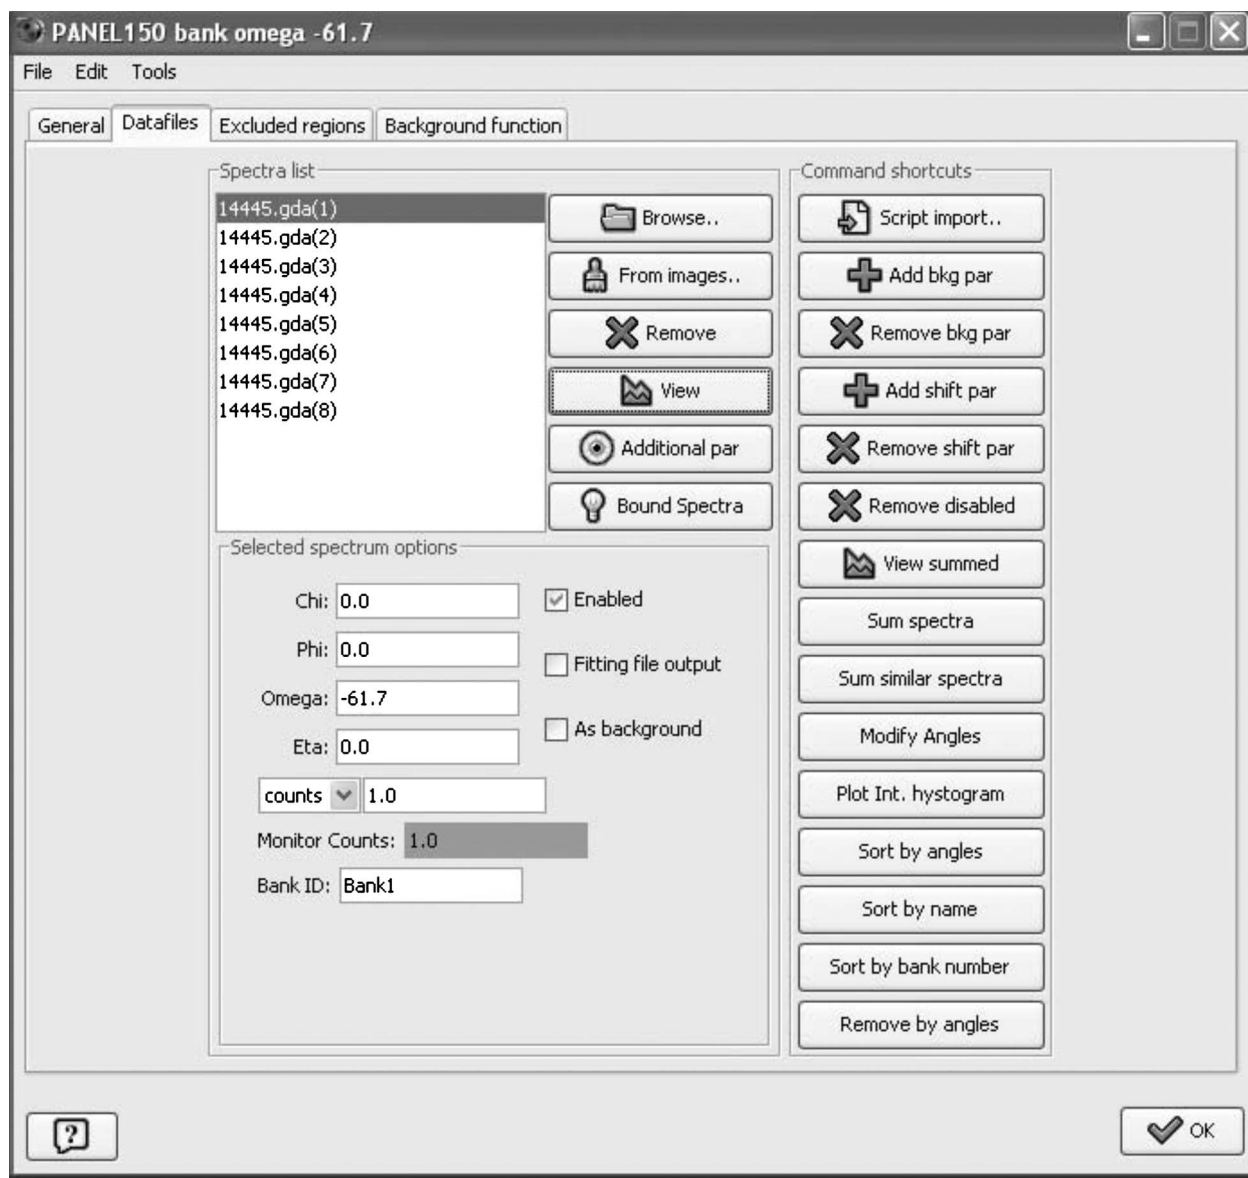 PANEL150 bank omega -61.7
File Edit Tools
General Datafiles Excluded regions Background function
Spectra list
14445.gda(1)
14445.gda(2)
14445.gda(3)
14445.gda(4)
14445.gda(5)
14445.gda(6)
14445.gda(7)
14445.gda(8)
Browse..
From images..
Remove
View
Additional par
Bound Spectra
Selected spectrum options
Chi: 0.0
Enabled
Phi: 0.0
Fitting file output
Omega: -61.7
As background
Eta: 0.0
counts 1.0
Monitor Counts: 1.0
Bank ID: Bank1
Command shortcuts
Script import..
Add bkg par
Remove bkg par
Add shift par
Remove shift par
Remove disabled
View summed
Sum spectra
Sum similar spectra
Modify Angles
Plot Int. hystogram
Sort by angles
Sort by name
Sort by bank number
Remove by angles
?
OK